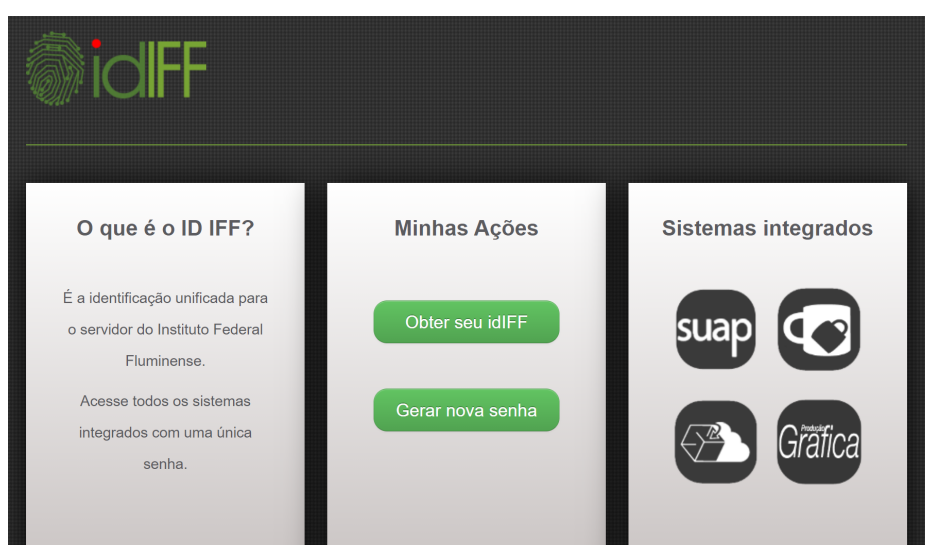 idIFF
O que é o ID IFF?
É a identificação unificada para
o servidor do Instituto Federal
Fluminense.
Acesse todos os sistemas
integrados com uma única
senha.
Minhas Ações
Obter seu idIFF
Gerar nova senha
Sistemas integrados
suap
Produção
Gráfica